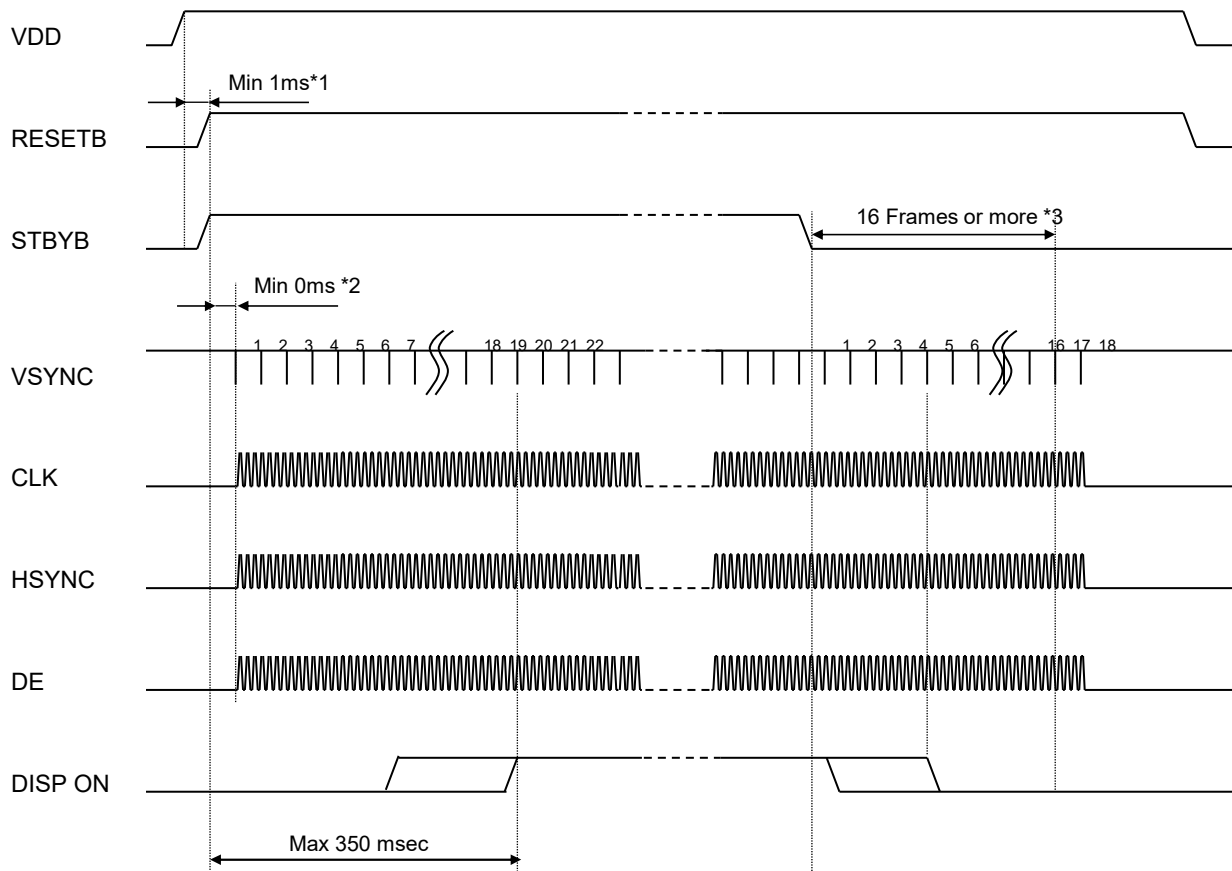 VDD
Min 1ms*1
RESETB
STBYB
16 Frames or more *3
Min 0ms *2
1 2 3 4 5 6 7 18 19 20 21 22 1 2 3 4 5 6 16 17 18
VSYNC
CLK
HSYNC
DE
DISP ON
Max 350 msec